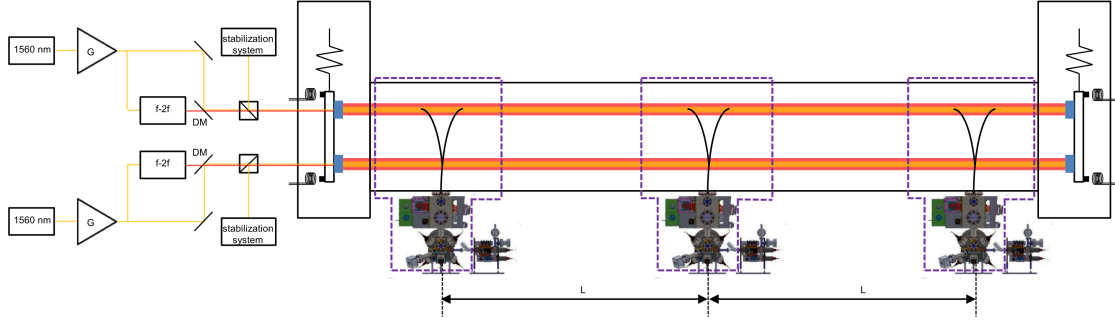 1560 nm
G
f-2f
DM
stabilization
system
DM
f-2f
1560 nm
G
stabilization
system
L
L